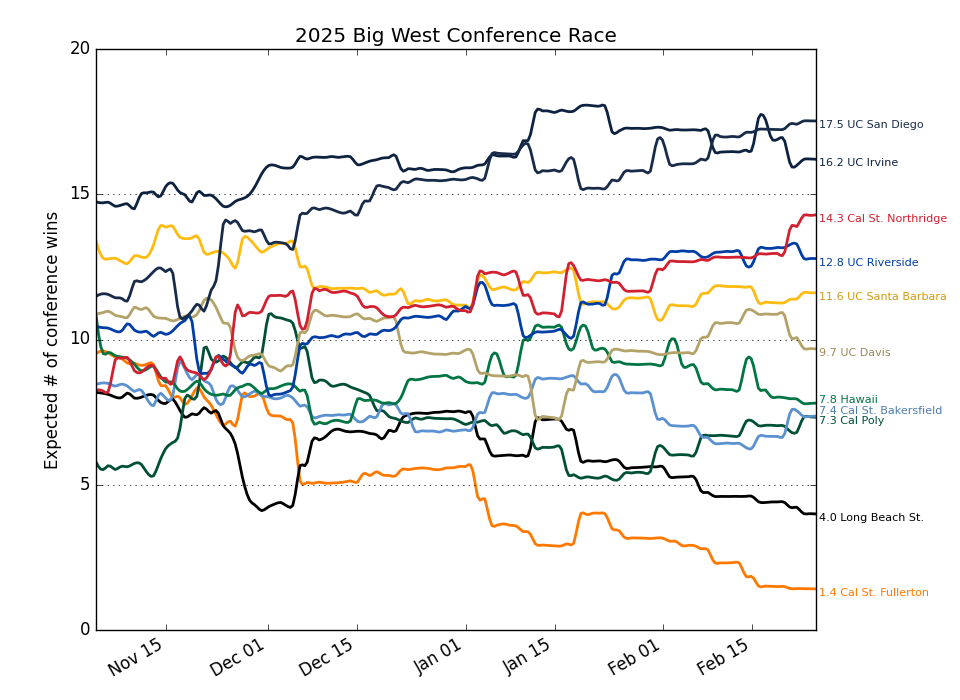 2025 Big West Conference Race
Expected # of conference wins
20
15
10
5
0
Nov 15
Dec 01
Dec 15
Jan 01
Jan 15
Feb 01
Feb 15
17.5 UC San Diego
16.2 UC Irvine
14.3 Cal St. Northridge
12.8 UC Riverside
11.6 UC Santa Barbara
9.7 UC Davis
7.8 Hawaii
7.4 Cal St. Bakersfield
7.3 Cal Poly
4.0 Long Beach St.
1.4 Cal St. Fullerton